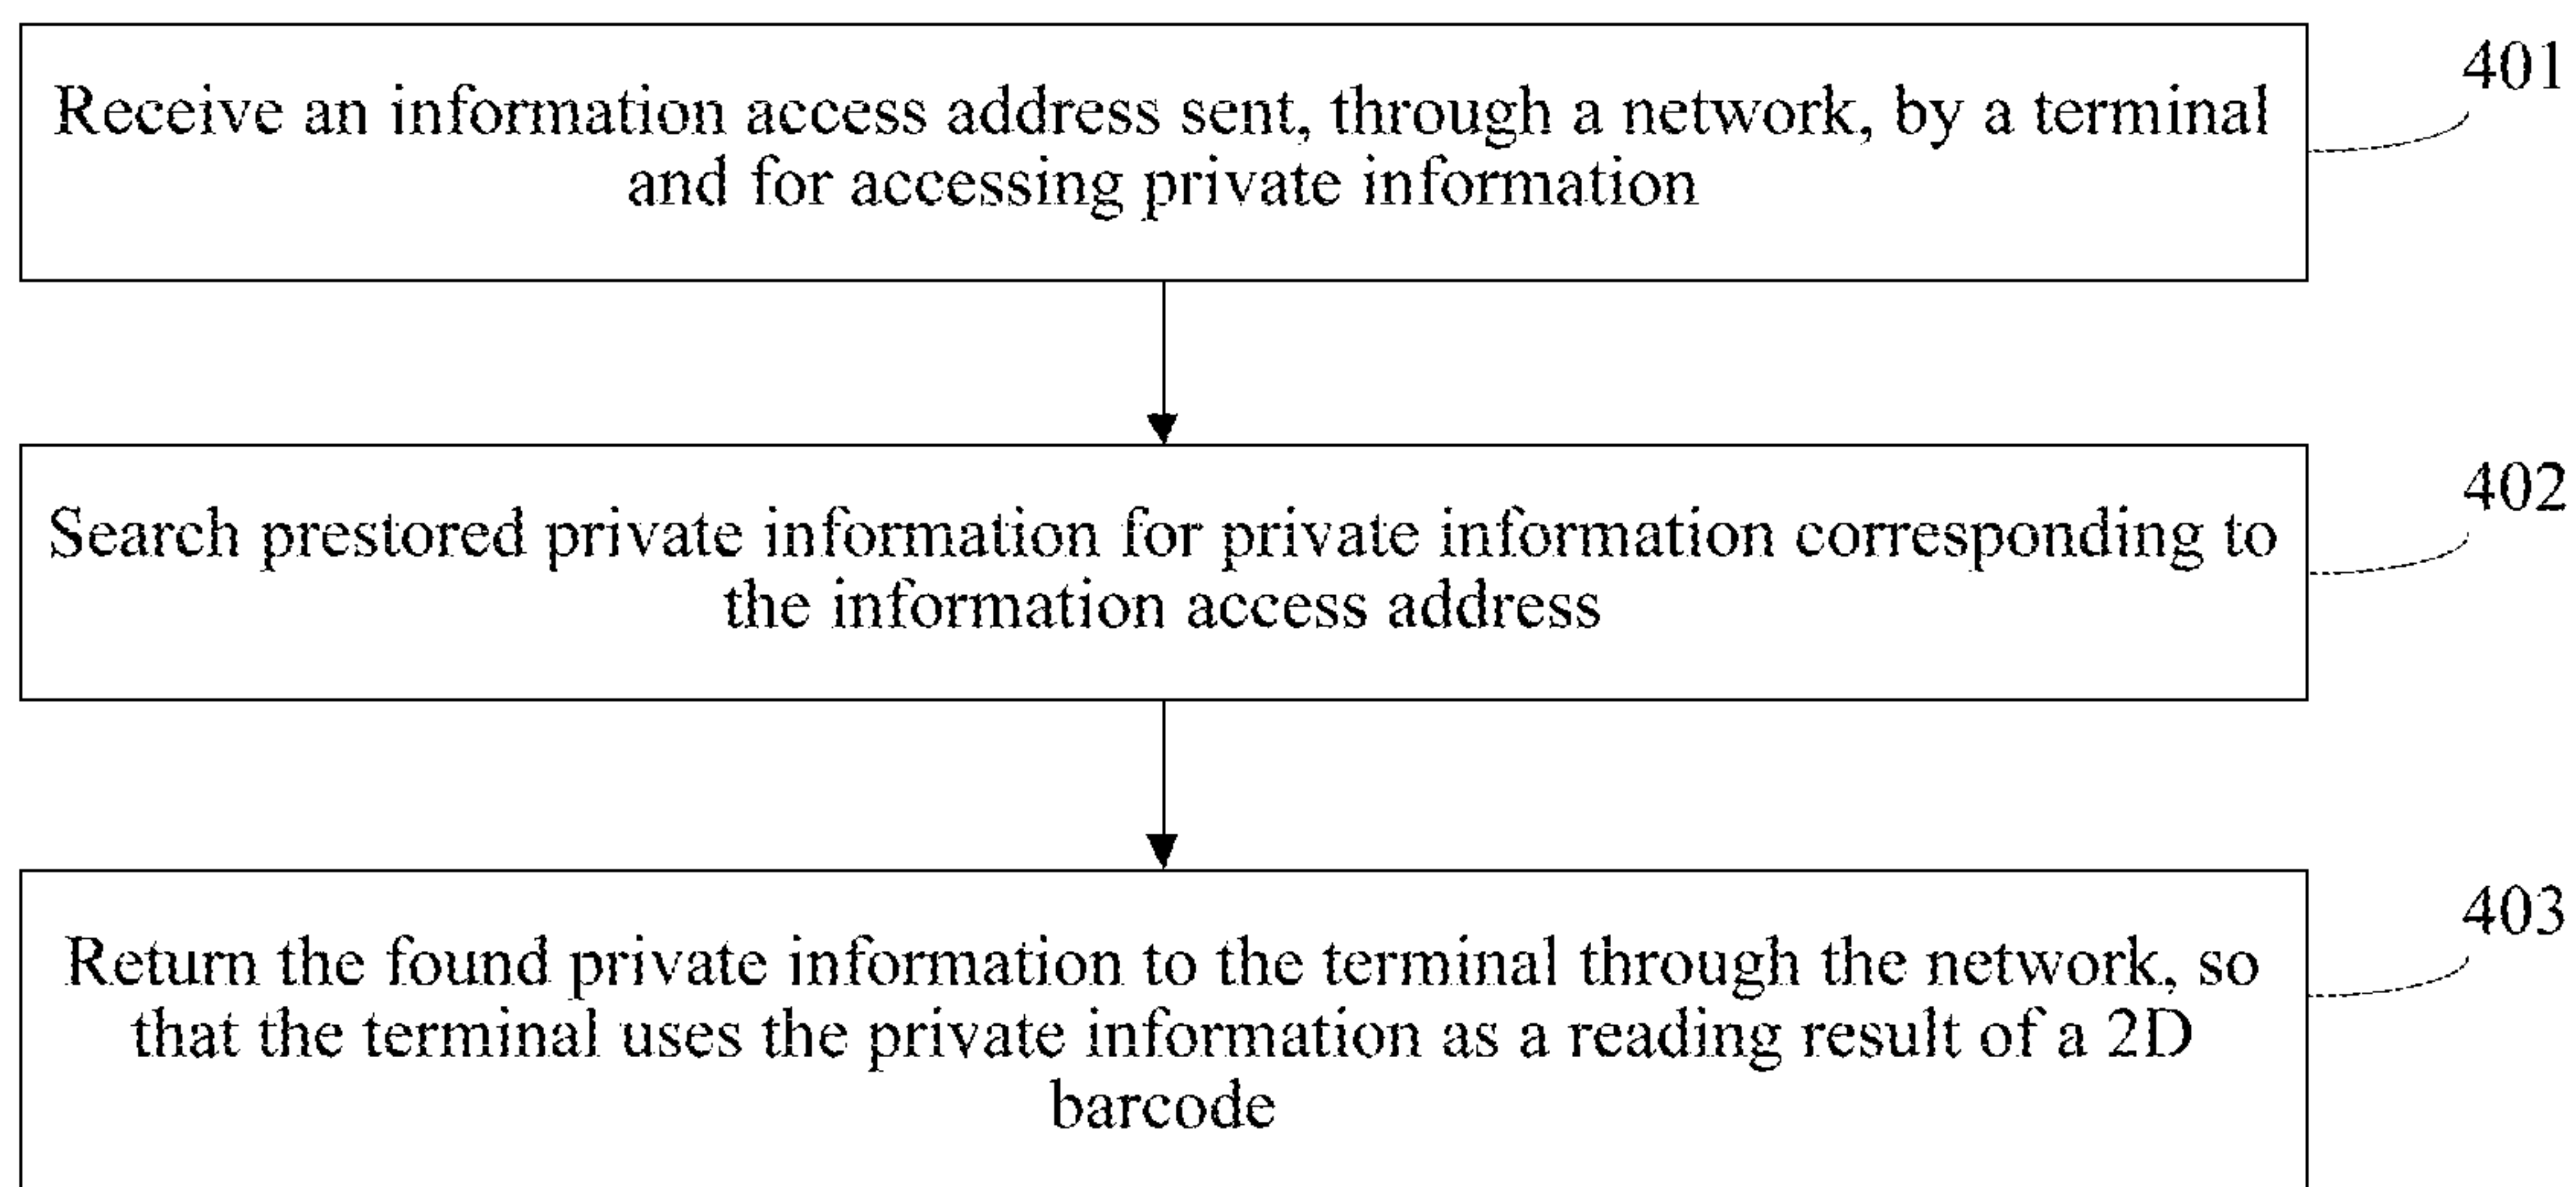 Receive an information access address sent, through a network, by a terminal
and for accessing private information
401
Search prestored private information for private information corresponding to
the information access address
402
Return the found private information to the terminal through the network, so
that the terminal uses the private information as a reading result of a 2D
barcode
403